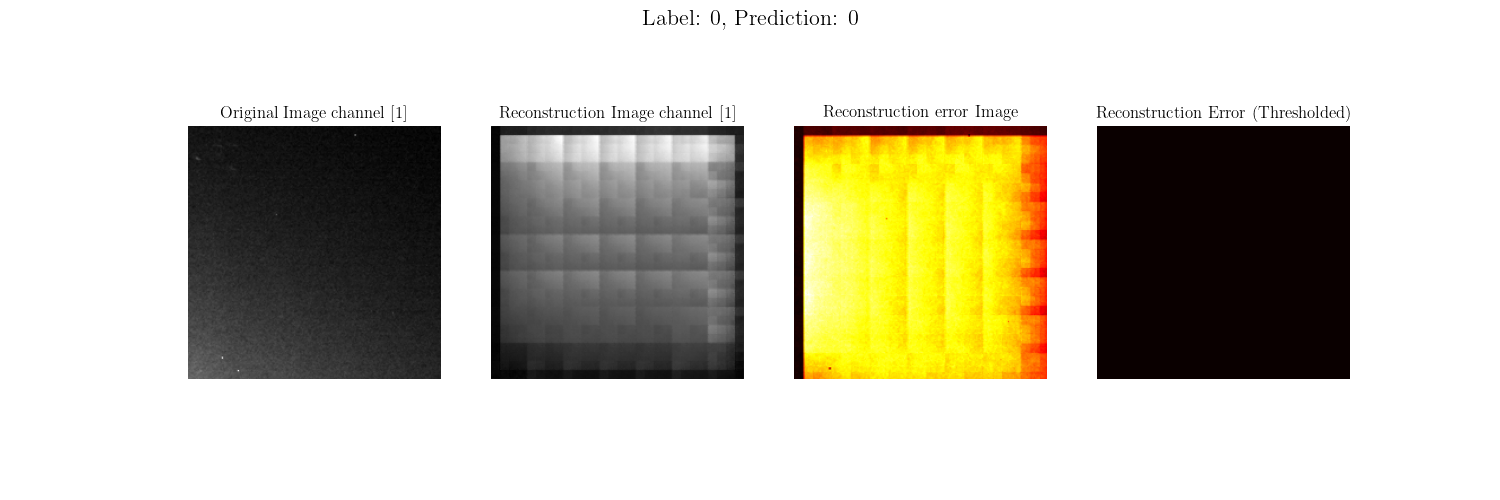 Label: 0, Prediction: 0
Original Image channel [1]
Reconstruction Image channel [1]
Reconstruction error Image
Reconstruction Error (Thresholded)